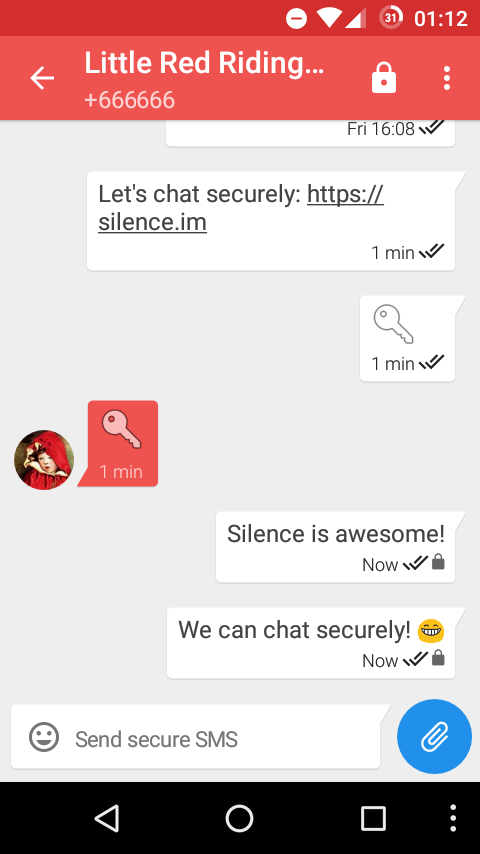 31 01:12
Little Red Riding...
+666666
Fri 16:08
Let's chat securely: https://
silence.im
1 min
1 min
1 min
Silence is awesome!
Now
We can chat securely! 😁
Now
Send secure SMS